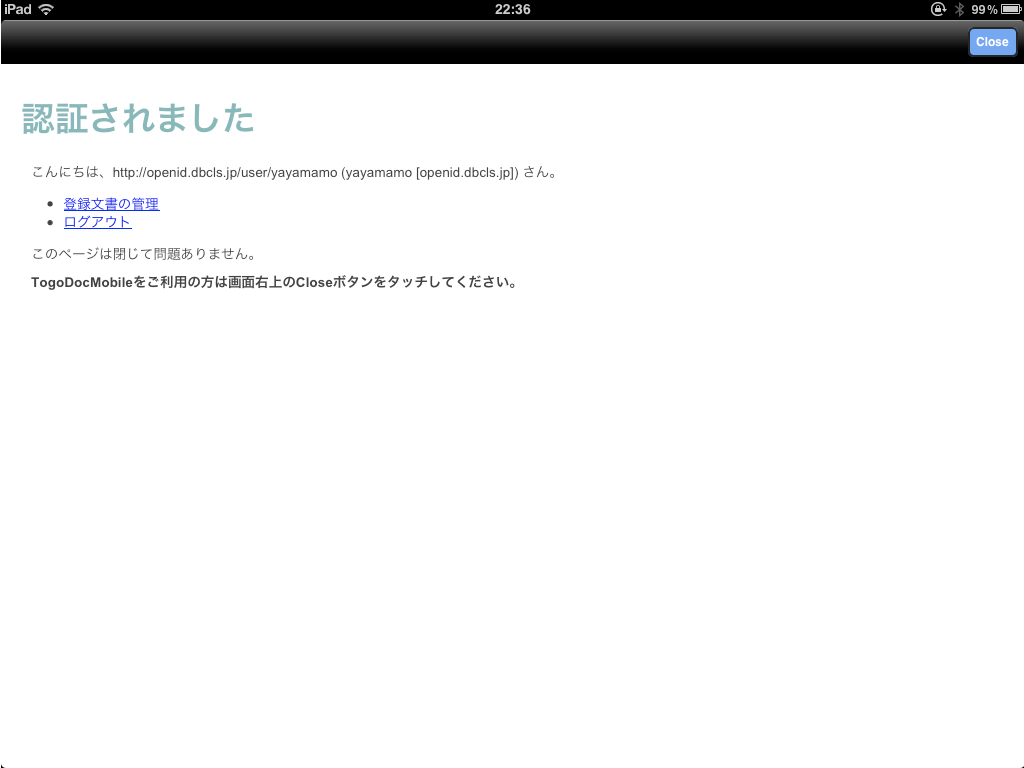 iPad 22:36 99%
Close
認証されました
こんにちは、http://openid.dbcls.jp/user/yayamamo (yayamamo [openid.dbcls.jp]) さん。
登録文書の管理
ログアウト
このページは閉じて問題ありません。
TogoDocMobileをご利用の方は画面右上のCloseボタンをタッチしてください。